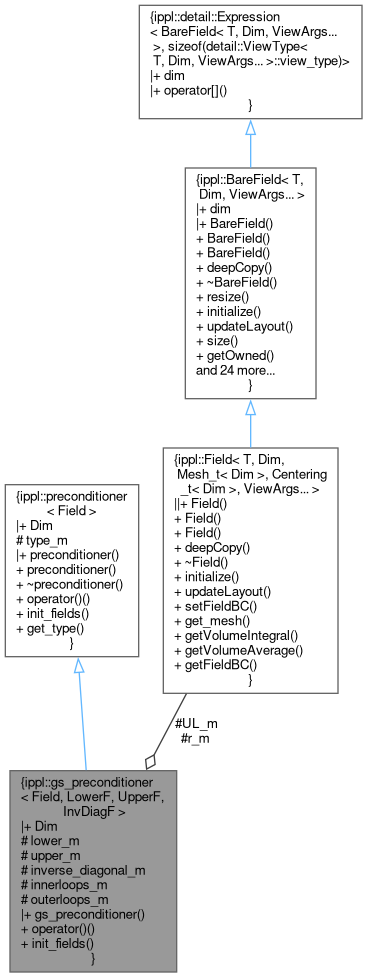 {ippl::detail::Expression
< BareField< T, Dim, ViewArgs...
>, sizeof(detail::ViewType<
T, Dim, ViewArgs... >::view_type)>
|+ dim
|+ operator[]()
}
{ippl::BareField< T,
Dim, ViewArgs... >
|+ dim
|+ BareField()
+ BareField()
+ BareField()
+ deepCopy()
+ ~BareField()
+ resize()
+ initialize()
+ updateLayout()
+ size()
+ getOwned()
and 24 more...
}
{ippl::Field< T, Dim,
Mesh_t< Dim >, Centering
_t< Dim >, ViewArgs... >
||+ Field()
+ Field()
+ Field()
+ deepCopy()
+ ~Field()
+ initialize()
+ updateLayout()
+ setFieldBC()
+ get_mesh()
+ getVolumeIntegral()
+ getVolumeAverage()
+ getFieldBC()
}
{ippl::preconditioner
< Field >
|+ Dim
# type_m
|+ preconditioner()
+ preconditioner()
+ ~preconditioner()
+ operator()()
+ init_fields()
+ get_type()
}
#UL_m
#r_m
{ippl::gs_preconditioner
< Field, LowerF, UpperF,
InvDiagF >
|+ Dim
# lower_m
# upper_m
# inverse_diagonal_m
# innerloops_m
# outerloops_m
|+ gs_preconditioner()
+ operator()()
+ init_fields()
}